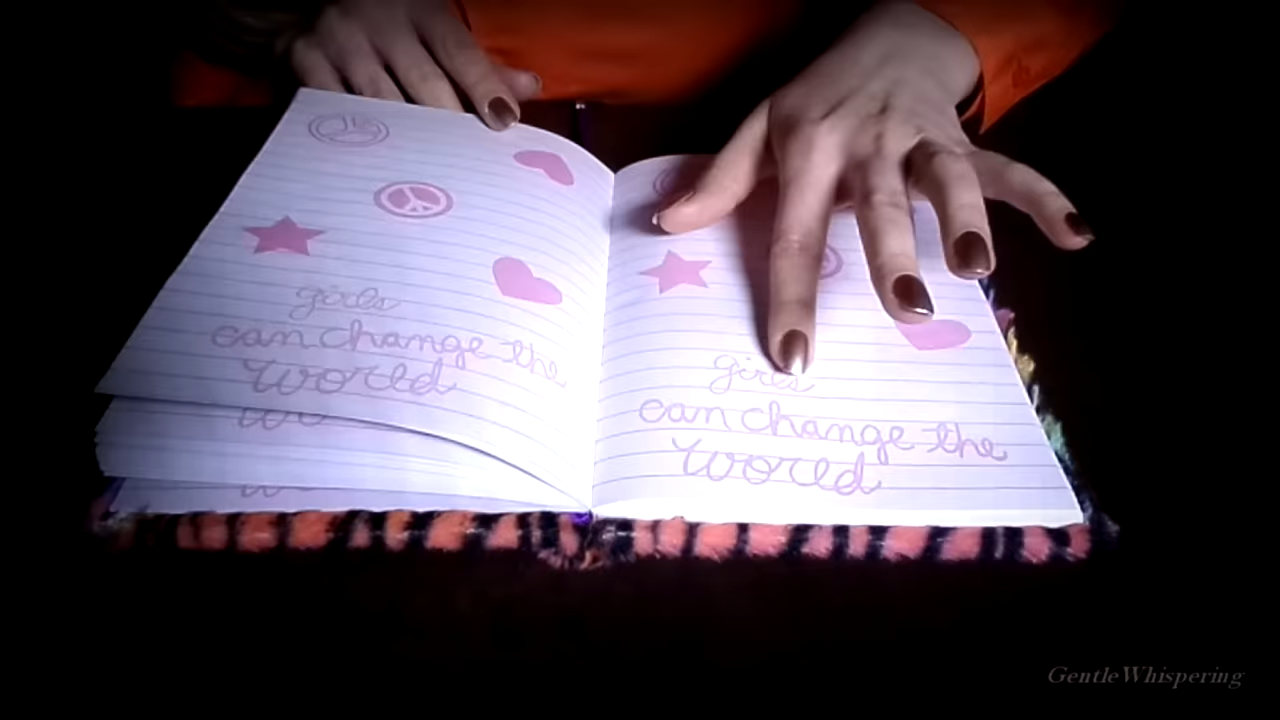 girls
can change the
world
girls
can change the
world
GentleWhispering